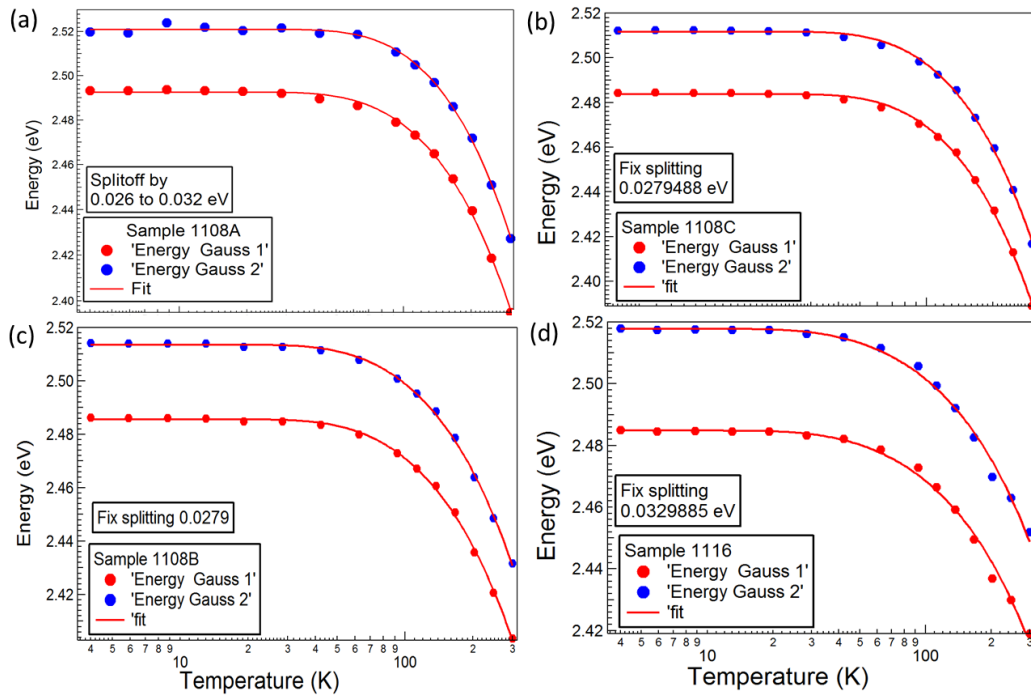 (a)
2.52
2.50
2.48
2.46
2.44
2.42
2.40
Energy (eV)
Splitoff by
0.026 to 0.032 eV
Sample 1108A
'Energy Gauss 1'
'Energy Gauss 2'
Fit
10
100
(b)
2.52
2.50
2.48
2.46
2.44
2.42
2.40
Energy (eV)
Fix splitting
0.0279488 eV
Sample 1108C
'Energy Gauss 1'
'Energy Gauss 2'
'fit
10
100
(c)
2.52
2.50
2.48
2.46
2.44
2.42
Energy (eV)
Fix splitting 0.0279
Sample 1108B
'Energy Gauss 1'
'Energy Gauss 2'
'fit
4 5 6 7 8 9 2 3 4 5 6 7 8 9 2 3
10 100
Temperature (K)
(d)
2.52
2.50
2.48
2.46
2.44
2.42
Energy (eV)
Fix splitting
0.0329885 eV
Sample 1116
'Energy Gauss 1'
'Energy Gauss 2'
'fit
4 5 6 7 8 9 2 3 4 5 6 7 8 9 2 3
10 100
Temperature (K)